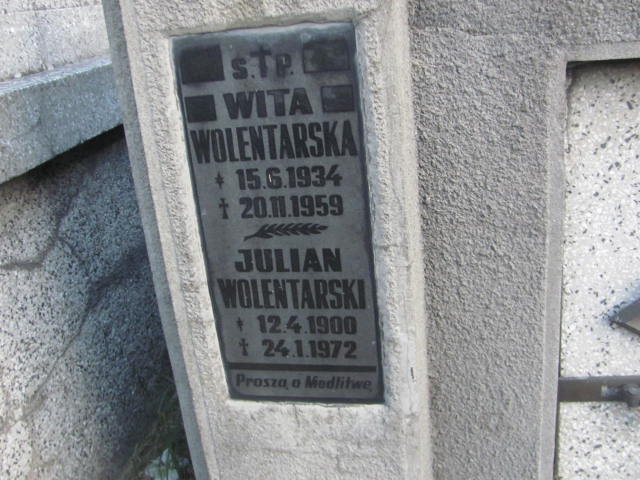 S.†P.
WITA
WOLENTARSKA
* 15.6.1934
† 20.11.1959
JULIAN
WOLENTARSKI
* 12.4.1900
† 24.1.1972
Proszą o Modlitwę